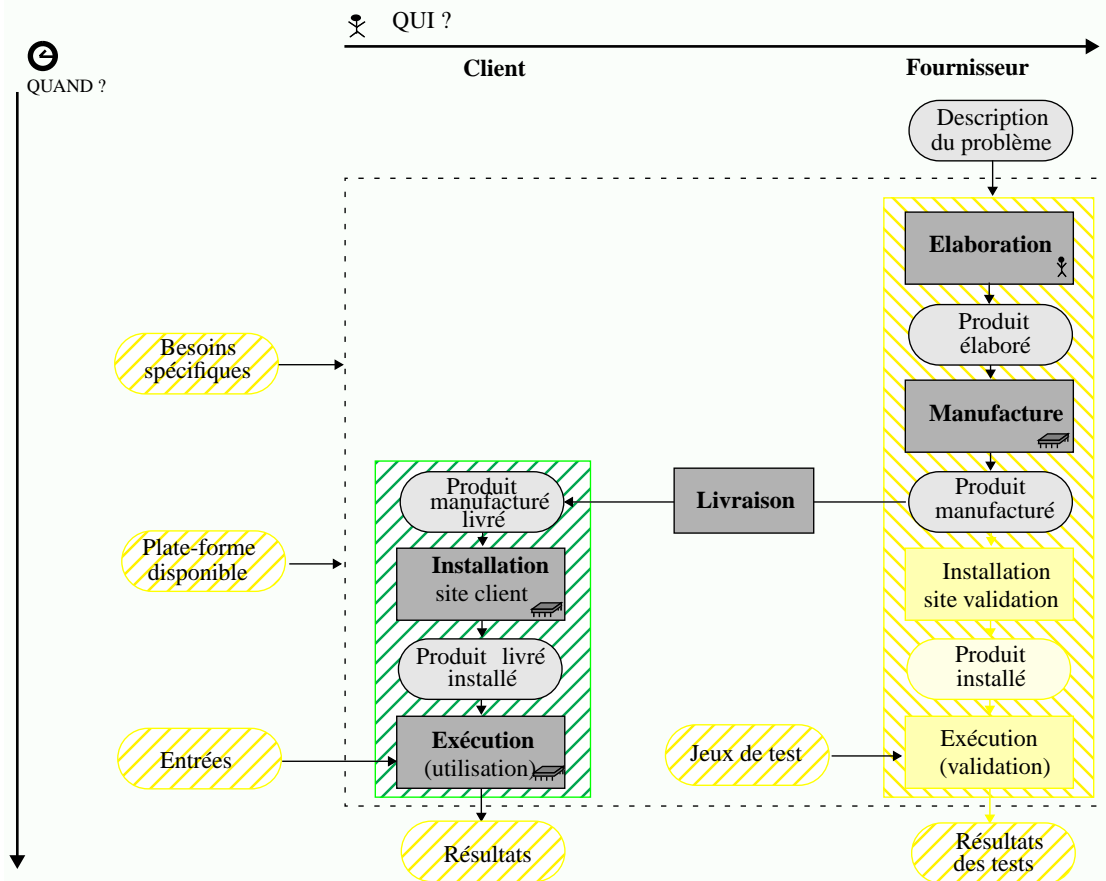 QUI ?
QUAND ?
Client
Fournisseur
Description
du problème
Elaboration
Produit
élaboré
Besoins
spécifiques
Manufacture
Produit
manufacturé
livré
Livraison
Produit
manufacturé
Plate-forme
disponible
Installation
site client
Installation
site validation
Produit livré
installé
Produit
installé
Entrées
Exécution
(utilisation)
Jeux de test
Exécution
(validation)
Résultats
Résultats
des tests